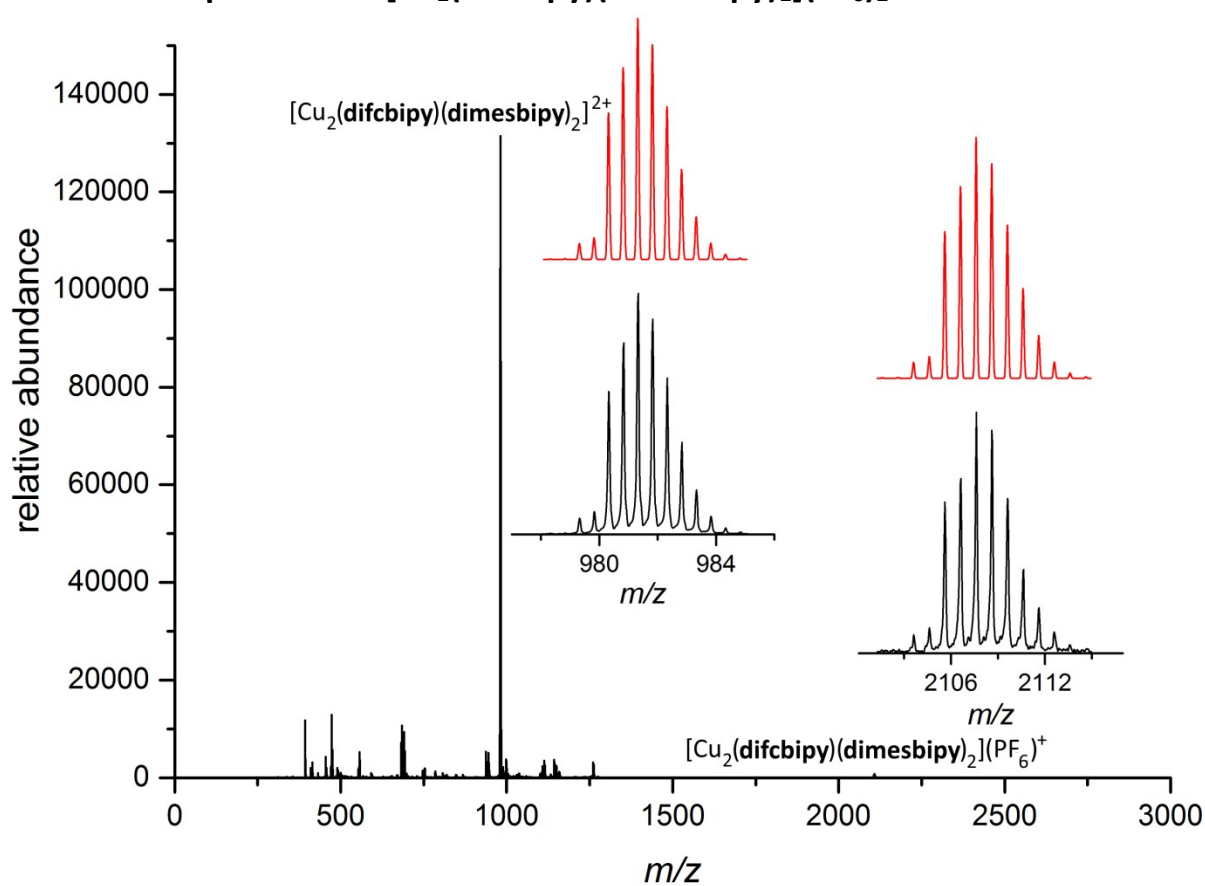 [Cu₂(difcbipy)(dimesbipy)₂]²⁺
140000
120000
100000
80000
60000
40000
20000
0
relative abundance
980 984
m/z
2106 2112
m/z
[Cu₂(difcbipy)(dimesbipy)₂](PF₆)⁺
0 500 1000 1500 2000 2500 3000
m/z